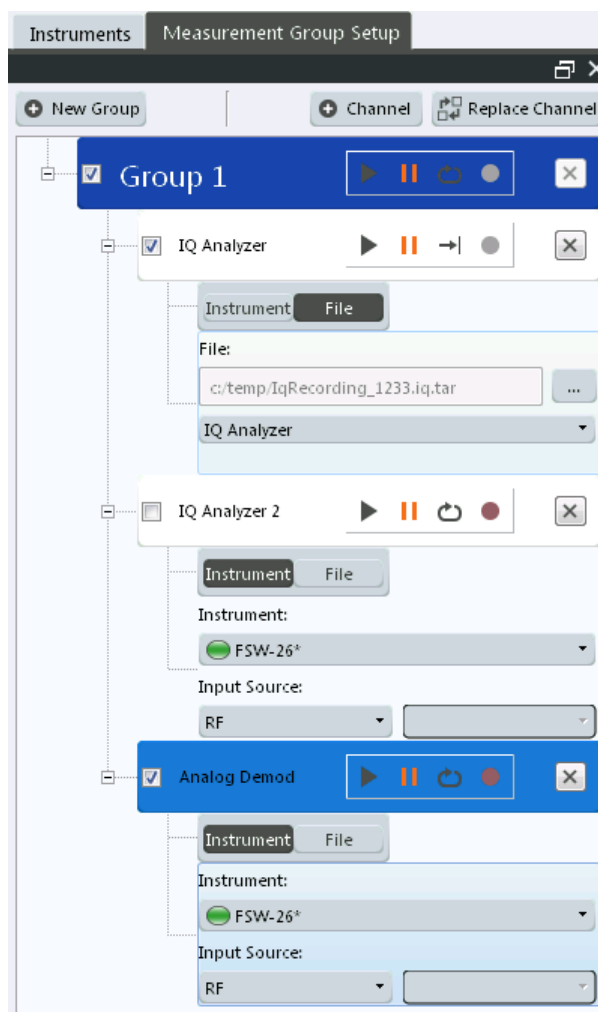 Instruments Measurement Group Setup
New Group Channel Replace Channel
Group 1
IQ Analyzer
Instrument File
File:
c:/temp/IqRecording_1233.iq.tar ...
IQ Analyzer
IQ Analyzer 2
Instrument File
Instrument:
FSW-26*
Input Source:
RF
Analog Demod
Instrument File
Instrument:
FSW-26*
Input Source:
RF